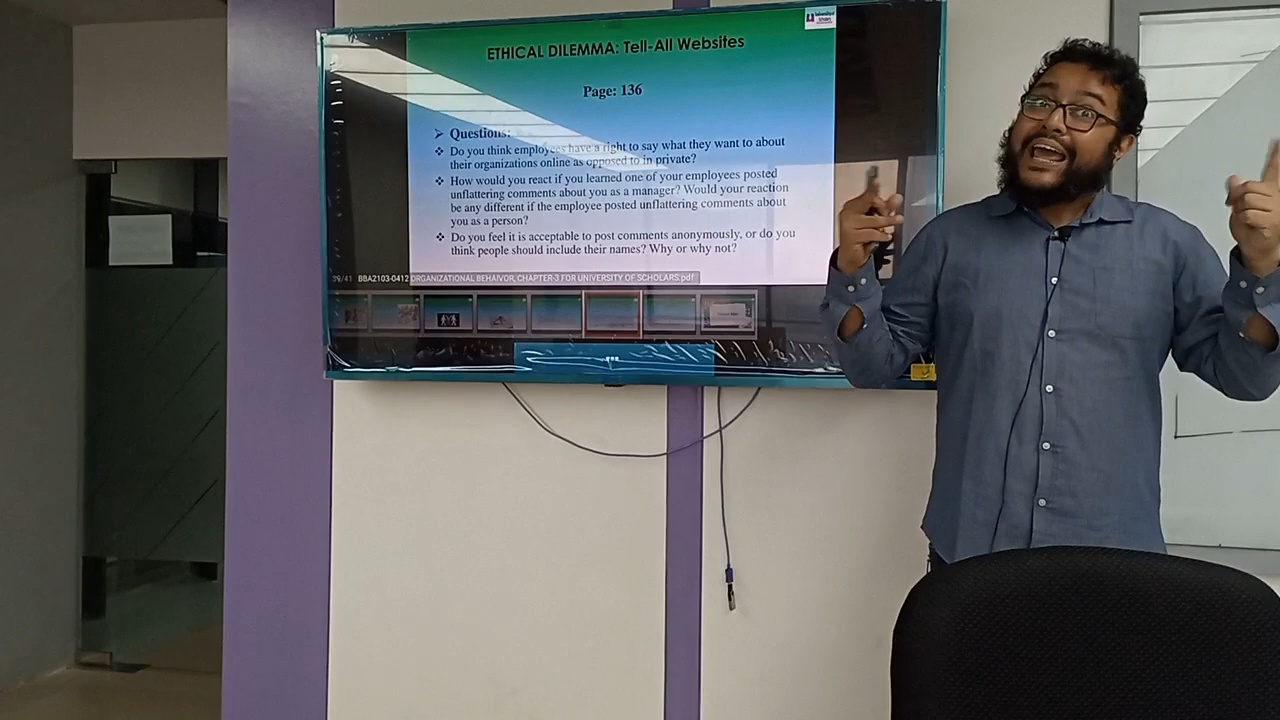 ETHICAL DILEMMA: Tell-All Websites
Page: 136
➢ Questions:
❖ Do you think employees have a right to say what they want to about
their organizations online as opposed to in private?
❖ How would you react if you learned one of your employees posted
unflattering comments about you as a manager? Would your reaction
be any different if the employee posted unflattering comments about
you as a person?
❖ Do you feel it is acceptable to post comments anonymously, or do you
think people should include their names? Why or why not?
/41 BBA2103-0412 ORGANIZATIONAL BEHAIVOR, CHAPTER-3 FOR UNIVERSITY OF SCHOLARS.pdf